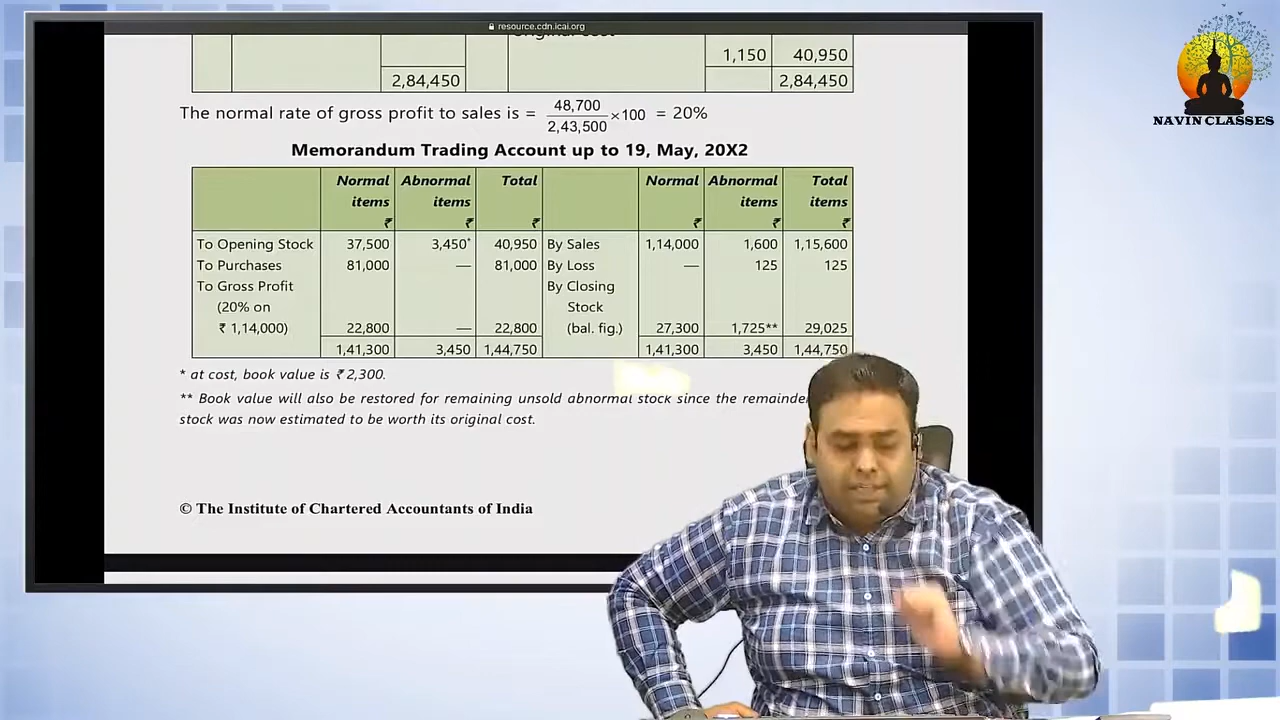 resource.cdn.icai.org
NAVIN CLASSES
1,150 40,950
2,84,450 2,84,450
The normal rate of gross profit to sales is = 48,700 / 2,43,500 ×100 = 20%
Memorandum Trading Account up to 19, May, 20X2
Normal Abnormal Total Normal Abnormal Total
items items items items
₹ ₹ ₹ ₹ ₹ ₹
To Opening Stock 37,500 3,450* 40,950 By Sales 1,14,000 1,600 1,15,600
To Purchases 81,000 — 81,000 By Loss — 125 125
To Gross Profit By Closing
(20% on Stock
₹ 1,14,000) 22,800 — 22,800 (bal. fig.) 27,300 1,725** 29,025
1,41,300 3,450 1,44,750 1,41,300 3,450 1,44,750
* at cost, book value is ₹ 2,300.
** Book value will also be restored for remaining unsold abnormal stock since the remainder
stock was now estimated to be worth its original cost.
© The Institute of Chartered Accountants of India